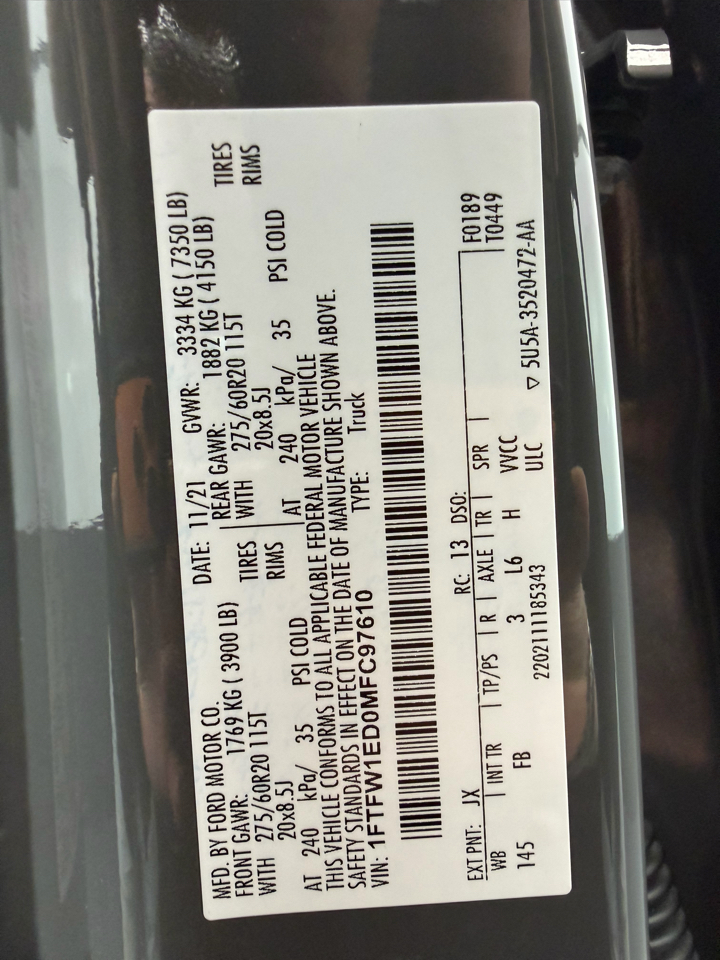 MFD. BY FORD MOTOR CO. DATE: 11/21 GVWR: 3334 KG ( 7350 LB)
FRONT GAWR: 1769 KG ( 3900 LB) REAR GAWR: 1882 KG ( 4150 LB)
WITH 275/60R20 115T TIRES WITH 275/60R20 115T TIRES
20x8.5J RIMS 20x8.5J RIMS
AT 240 kPa/ 35 PSI COLD AT 240 kPa/ 35 PSI COLD
THIS VEHICLE CONFORMS TO ALL APPLICABLE FEDERAL MOTOR VEHICLE
SAFETY STANDARDS IN EFFECT ON THE DATE OF MANUFACTURE SHOWN ABOVE.
VIN: 1FTFW1ED0MFC97610 TYPE: Truck
EXT PNT: JX RC: 13 DSO: F0189
WB INT TR TP/PS R AXLE TR SPR T0449
145 FB 3 L6 H VVCC
2202111185343 ULC ▽ 5U5A-3520472-AA